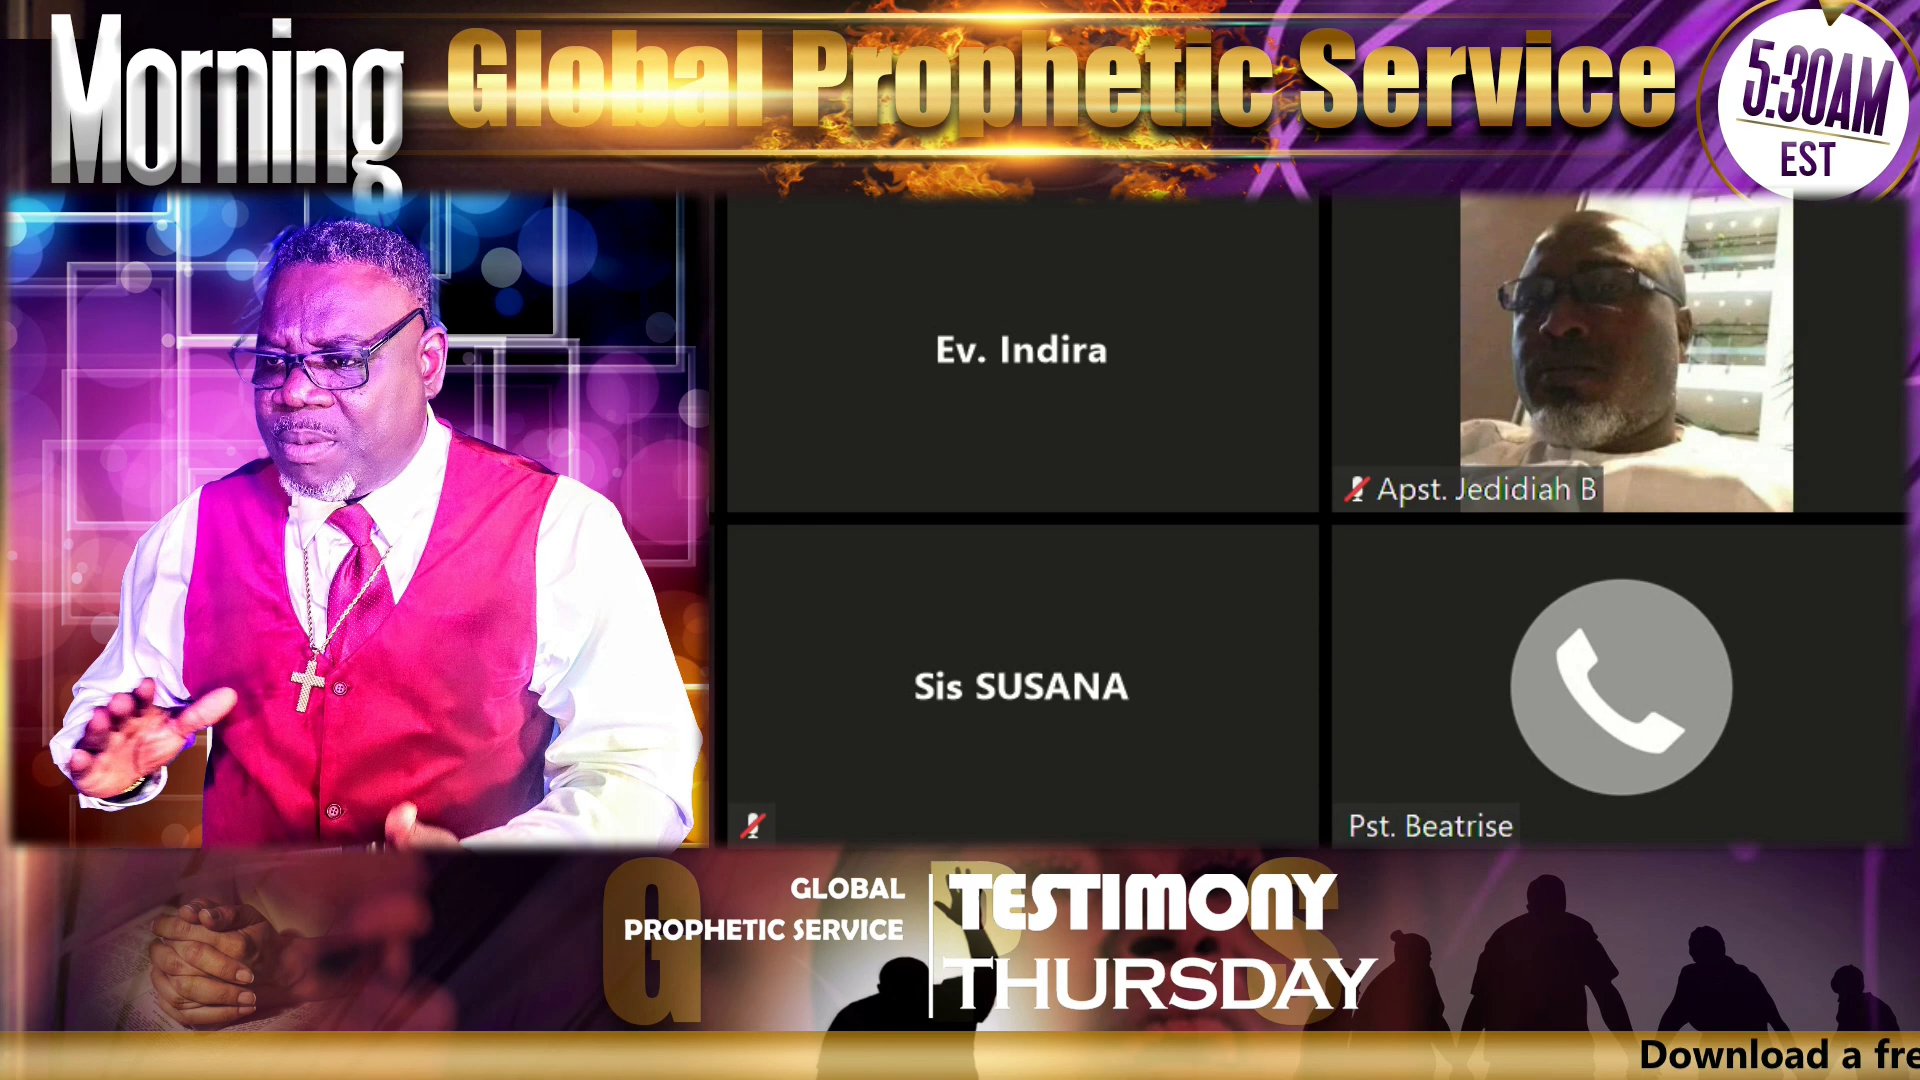 Morning
Global Prophetic Service
5:30AM
EST
Ev. Indira
Apst. Jedidiah B
Sis SUSANA
Pst. Beatrise
GPS
GLOBAL
PROPHETIC SERVICE
TESTIMONY
THURSDAY
Download a fre